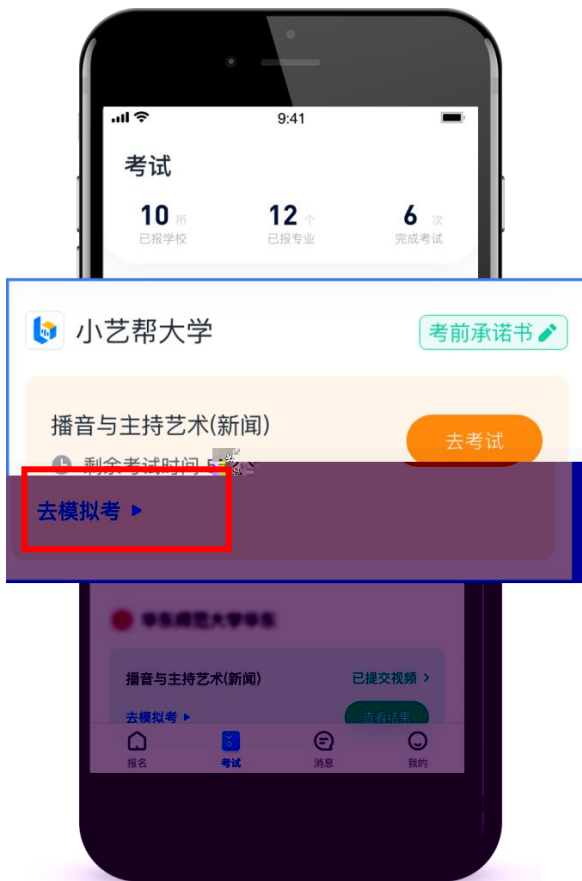 9:41
考试
10 所 12 个 6 次
已报学校 已报专业 完成考试
小艺帮大学 考前承诺书
播音与主持艺术(新闻) 去考试
剩余考试时间
去模拟考
播音与主持艺术(新闻) 已提交视频
去模拟考 查看结果
报名 考试 消息 我的